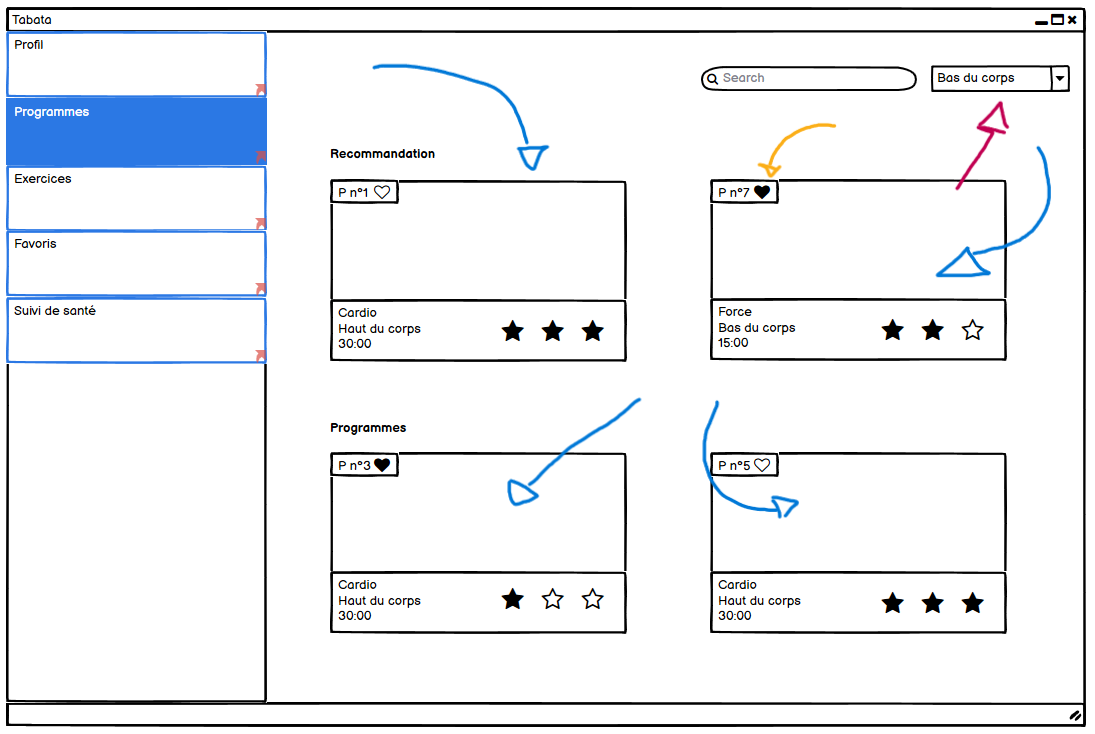 Tabata
Profil
Programmes
Exercices
Favoris
Suivi de santé
Search
Bas du corps
Recommandation
P n°1
Cardio
Haut du corps
30:00
P n°7
Force
Bas du corps
15:00
Programmes
P n°3
Cardio
Haut du corps
30:00
P n°5
Cardio
Haut du corps
30:00